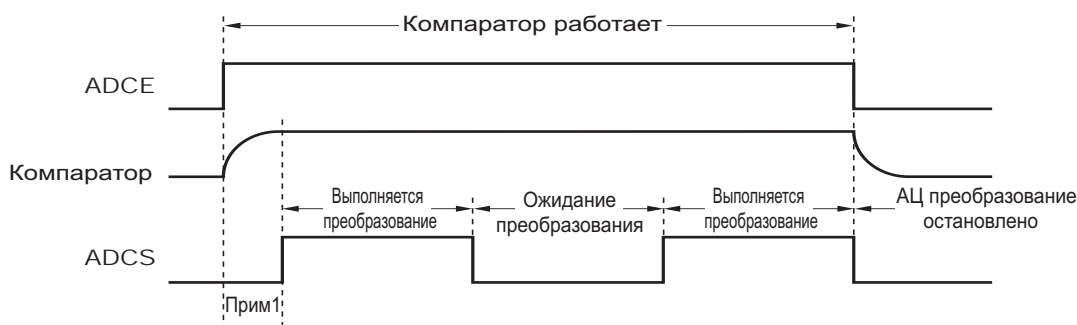 Компаратор работает
ADCE
Компаратор
Выполняется
преобразование
Ожидание
преобразования
Выполняется
преобразование
АЦ преобразование
остановлено
ADCS
Прим1